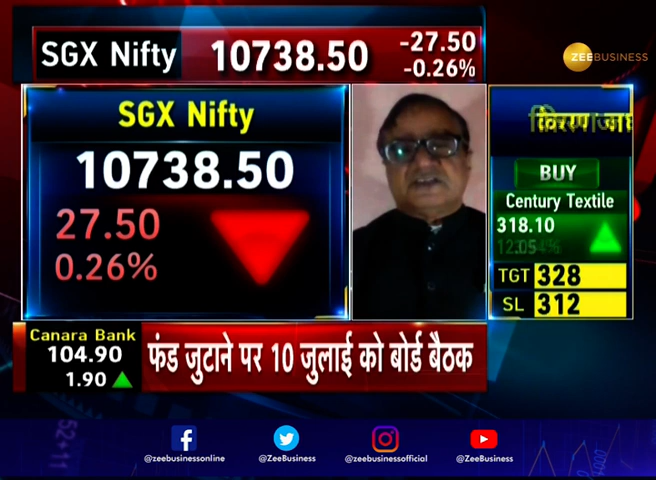 SGX Nifty 10738.50 -27.50
-0.26%
ZEE BUSINESS
SGX Nifty
10738.50
27.50
0.26%
BUY
Century Textile
318.10
TGT 328
SL 312
Canara Bank
104.90
1.90
फंड जुटाने पर 10 जुलाई को बोर्ड बैठक
@zeebusinessonline
@ZeeBusiness
@zeebusinessofficial
@ZeeBusiness
52+11